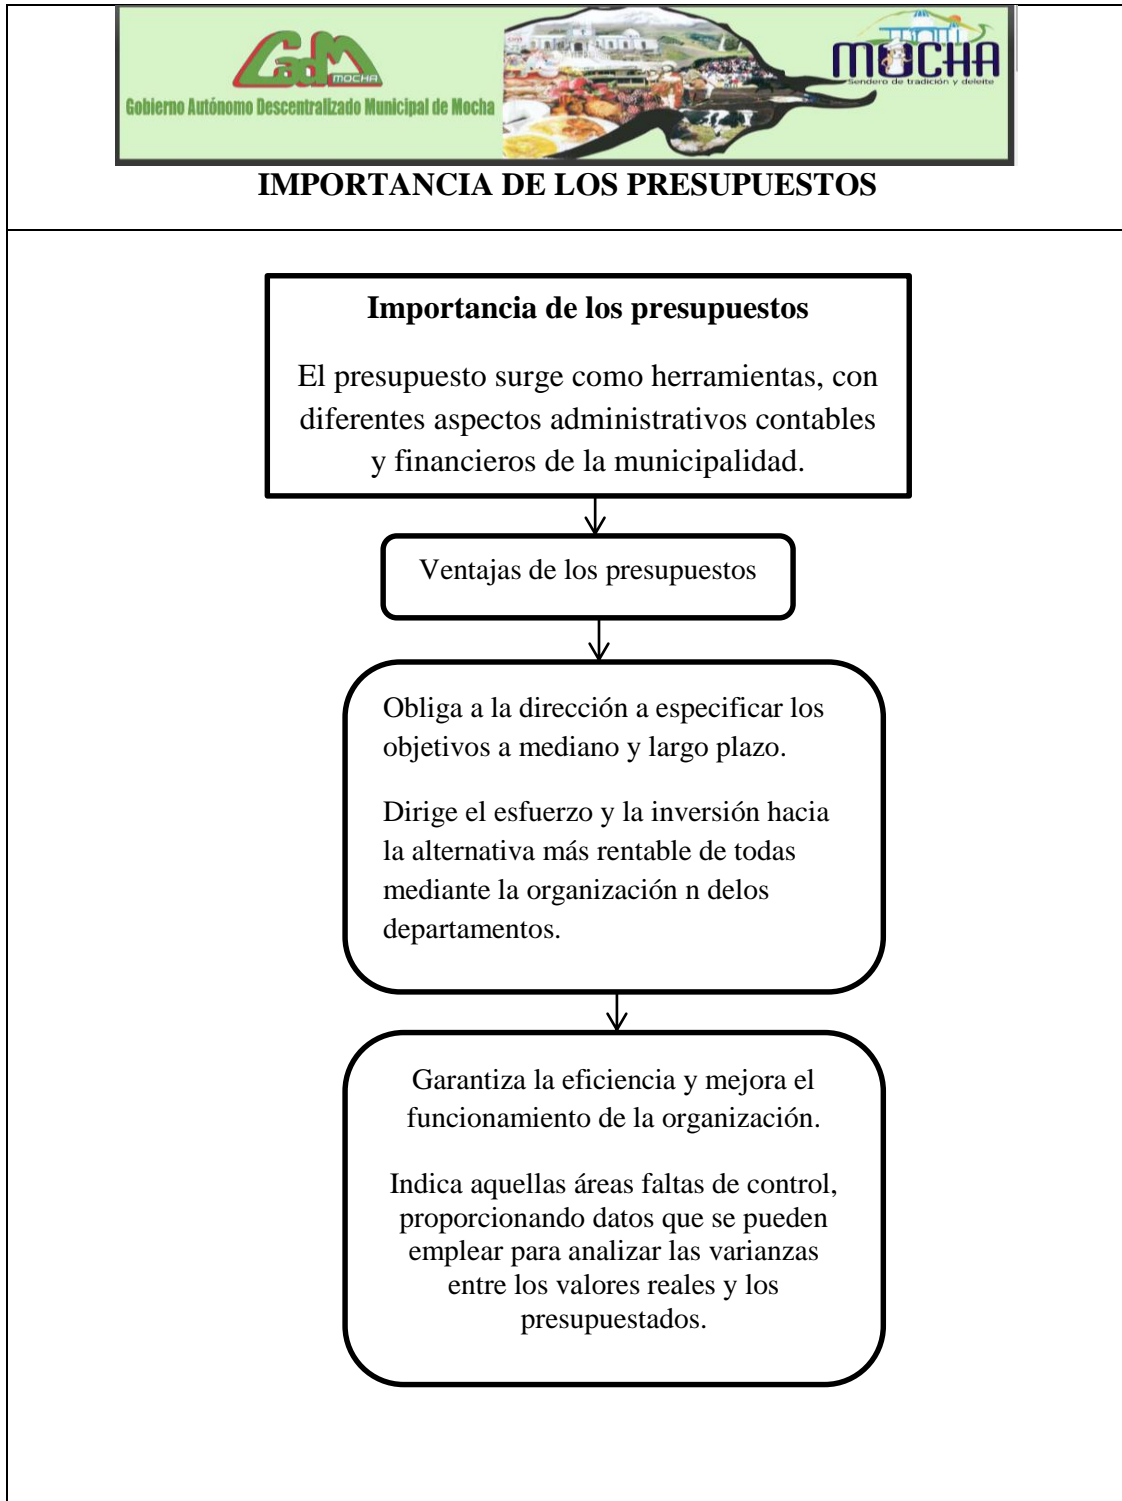 GadM
MOCHA
Gobierno Autónomo Descentralizado Municipal de Mocha
MOCHA
Sendero de tradición y deleite
IMPORTANCIA DE LOS PRESUPUESTOS
Importancia de los presupuestos
El presupuesto surge como herramientas, con
diferentes aspectos administrativos contables
y financieros de la municipalidad.
Ventajas de los presupuestos
Obliga a la dirección a especificar los
objetivos a mediano y largo plazo.
Dirige el esfuerzo y la inversión hacia
la alternativa más rentable de todas
mediante la organización n delos
departamentos.
Garantiza la eficiencia y mejora el
funcionamiento de la organización.
Indica aquellas áreas faltas de control,
proporcionando datos que se pueden
emplear para analizar las varianzas
entre los valores reales y los
presupuestados.